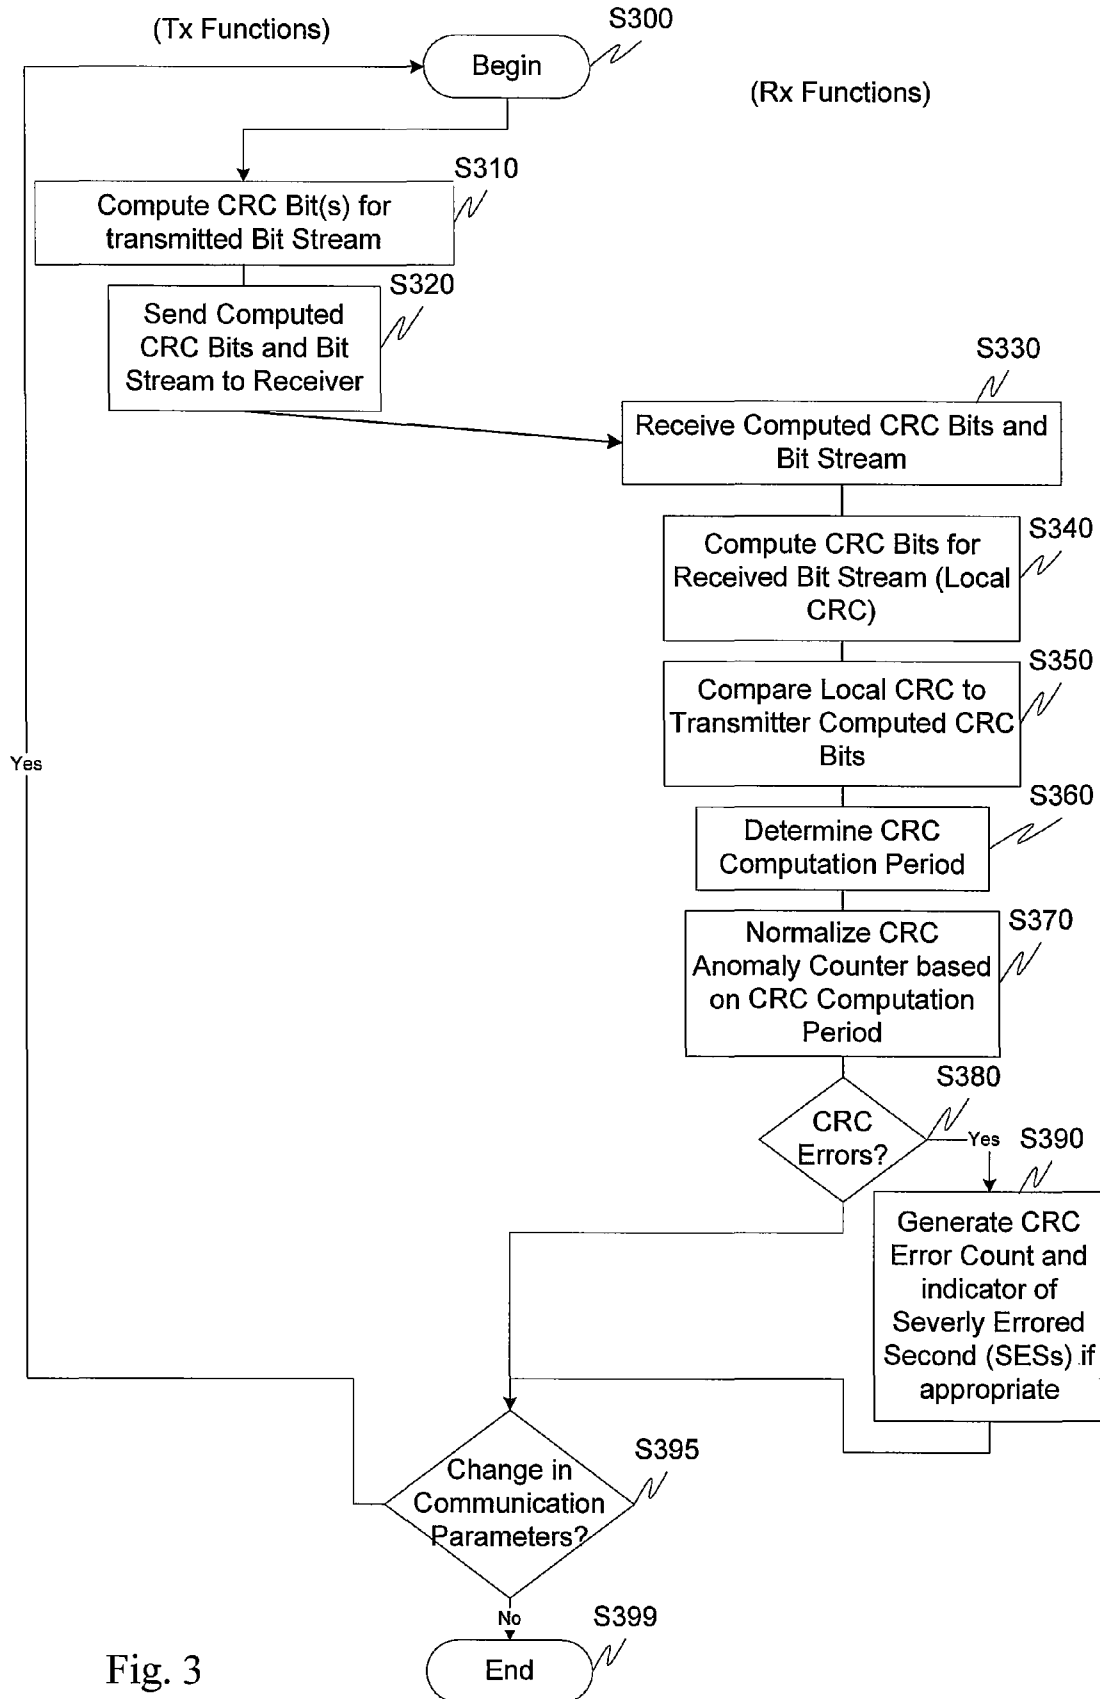 (Tx Functions)
S300
Begin
(Rx Functions)
S310
Compute CRC Bit(s) for
transmitted Bit Stream
S320
Send Computed
CRC Bits and Bit
Stream to Receiver
S330
Receive Computed CRC Bits and
Bit Stream
S340
Compute CRC Bits for
Received Bit Stream (Local
CRC)
S350
Compare Local CRC to
Transmitter Computed CRC
Bits
Yes
S360
Determine CRC
Computation Period
S370
Normalize CRC
Anomaly Counter based
on CRC Computation
Period
S380
CRC
Errors?
Yes
S390
Generate CRC
Error Count and
indicator of
Severly Errored
Second (SESs) if
appropriate
S395
Change in
Communication
Parameters?
No
S399
End
Fig. 3